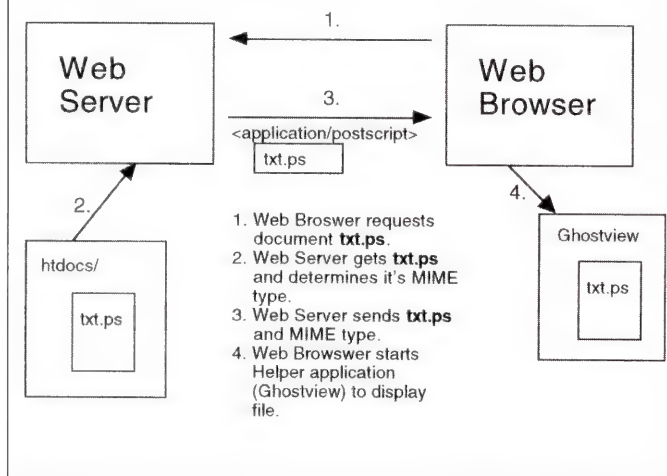 1.
Web
Server
Web
Browser
3.
<application/postscript>
txt.ps
2.
4.
htdocs/
txt.ps
Ghostview
txt.ps
1. Web Broswer requests
document txt.ps.
2. Web Server gets txt.ps
and determines it's MIME
type.
3. Web Server sends txt.ps
and MIME type.
4. Web Browswer starts
Helper application
(Ghostview) to display
file.